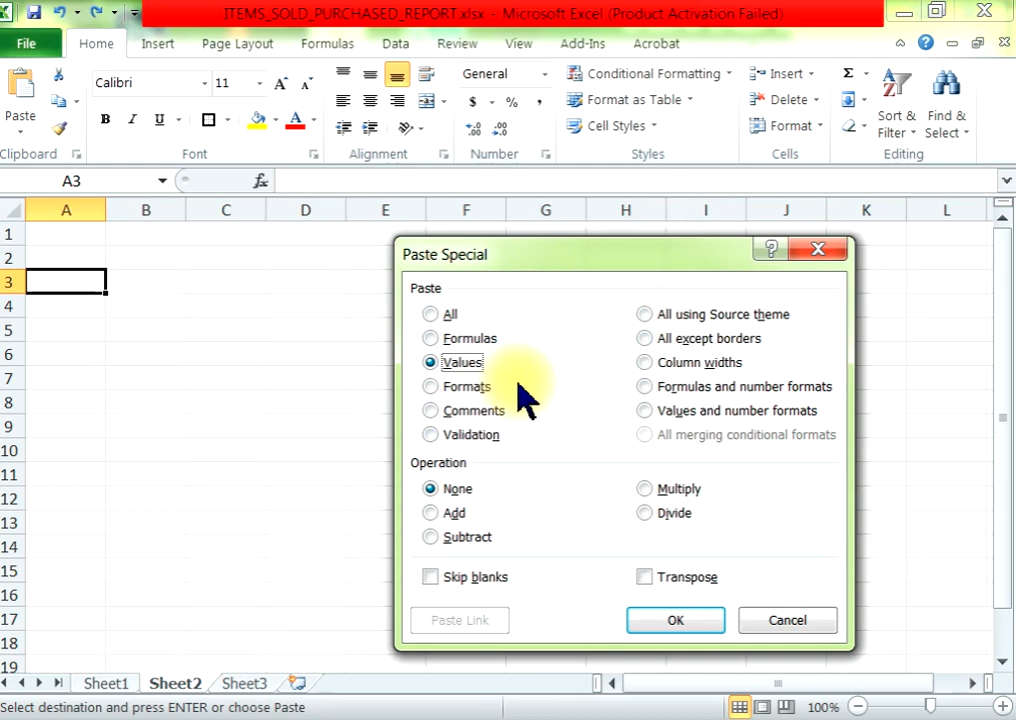 ITEMS_SOLD_PURCHASED_REPORT.xlsx - Microsoft Excel (Product Activation Failed)
File Home Insert Page Layout Formulas Data Review View Add-Ins Acrobat
Paste
Calibri 11
B I U A
General
$ % ,
Conditional Formatting
Format as Table
Cell Styles
Insert
Delete
Format
Σ
Sort & Filter
Find & Select
Clipboard Font Alignment Number Styles Cells Editing
A3 fx
A B C D E F G H I J K L
1
2
3
4
5
6
7
8
9
10
11
12
13
14
15
16
17
18
19
Paste Special
Paste
All
Formulas
Values
Formats
Comments
Validation
All using Source theme
All except borders
Column widths
Formulas and number formats
Values and number formats
All merging conditional formats
Operation
None
Add
Subtract
Multiply
Divide
Skip blanks Transpose
Paste Link OK Cancel
Sheet1 Sheet2 Sheet3
Select destination and press ENTER or choose Paste 100%